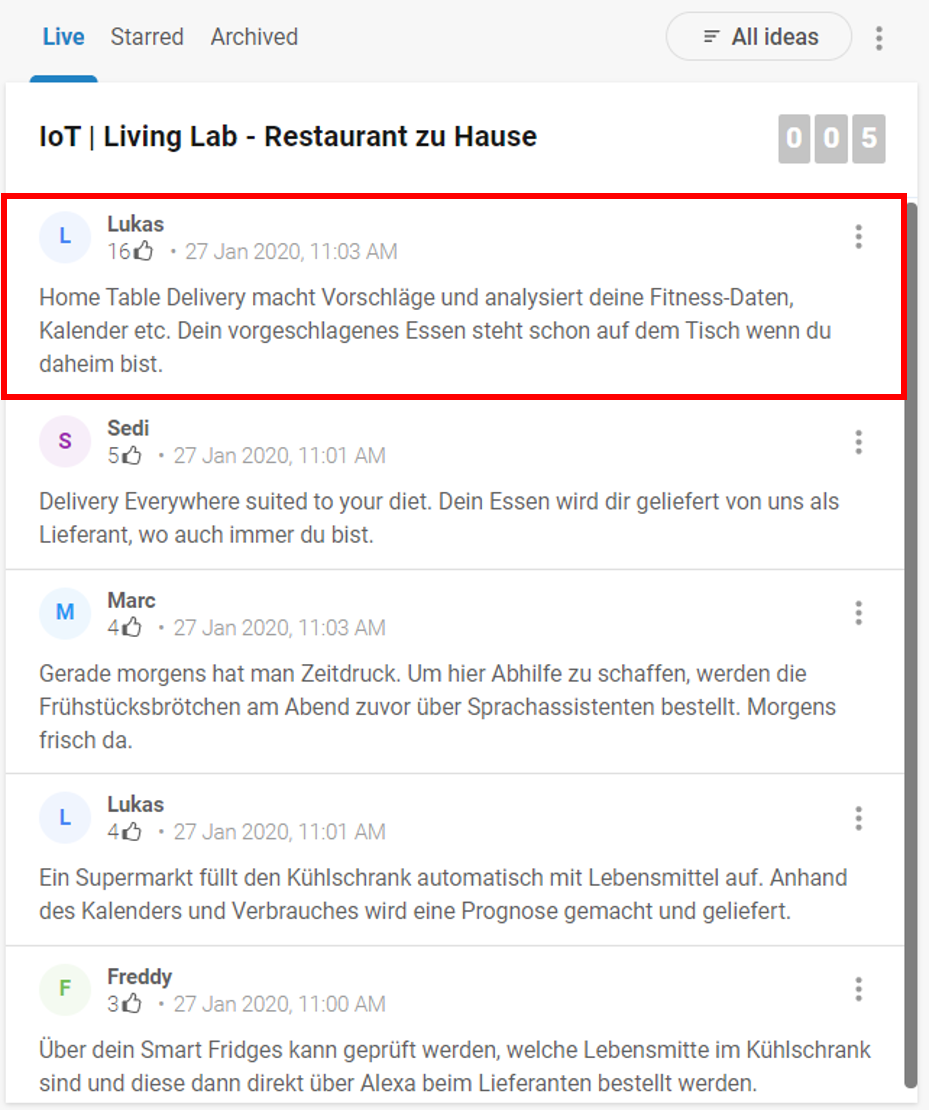 Live Starred Archived All ideas
IoT | Living Lab - Restaurant zu Hause 0 0 5
L Lukas
16 • 27 Jan 2020, 11:03 AM
Home Table Delivery macht Vorschläge und analysiert deine Fitness-Daten,
Kalender etc. Dein vorgeschlagenes Essen steht schon auf dem Tisch wenn du
daheim bist.
S Sedi
5 • 27 Jan 2020, 11:01 AM
Delivery Everywhere suited to your diet. Dein Essen wird dir geliefert von uns als
Lieferant, wo auch immer du bist.
M Marc
4 • 27 Jan 2020, 11:03 AM
Gerade morgens hat man Zeitdruck. Um hier Abhilfe zu schaffen, werden die
Frühstücksbrötchen am Abend zuvor über Sprachassistenten bestellt. Morgens
frisch da.
L Lukas
4 • 27 Jan 2020, 11:01 AM
Ein Supermarkt füllt den Kühlschrank automatisch mit Lebensmittel auf. Anhand
des Kalenders und Verbrauches wird eine Prognose gemacht und geliefert.
F Freddy
3 • 27 Jan 2020, 11:00 AM
Über dein Smart Fridges kann geprüft werden, welche Lebensmitte im Kühlschrank
sind und diese dann direkt über Alexa beim Lieferanten bestellt werden.